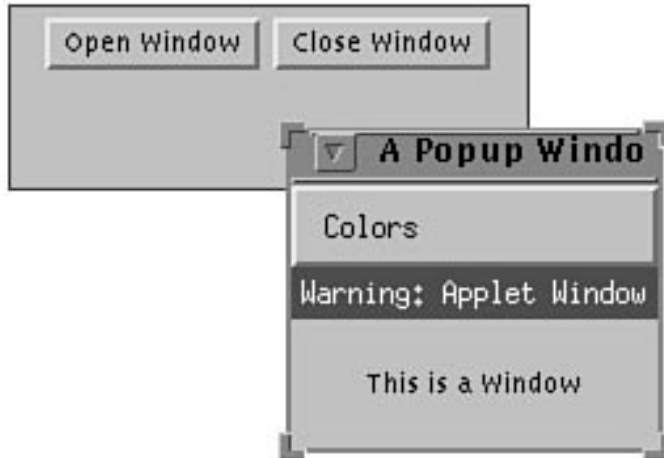 Open Window Close Window
A Popup Windo
Colors
Warning: Applet Window
This is a Window